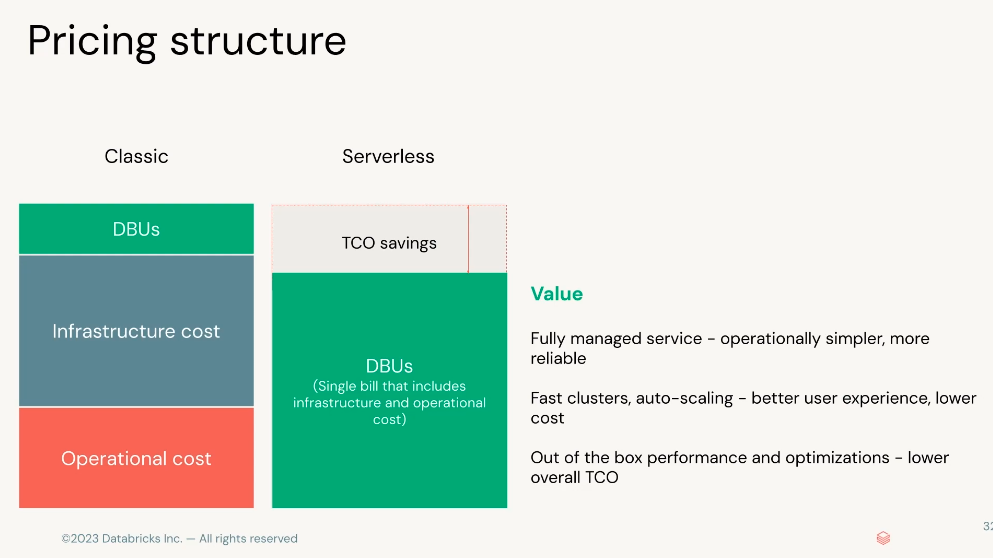 Pricing structure
Classic
Serverless
DBUs
Infrastructure cost
Operational cost
TCO savings
DBUs
(Single bill that includes
infrastructure and operational
cost)
Value
Fully managed service - operationally simpler, more
reliable
Fast clusters, auto-scaling - better user experience, lower
cost
Out of the box performance and optimizations - lower
overall TCO
©2023 Databricks Inc. — All rights reserved
32